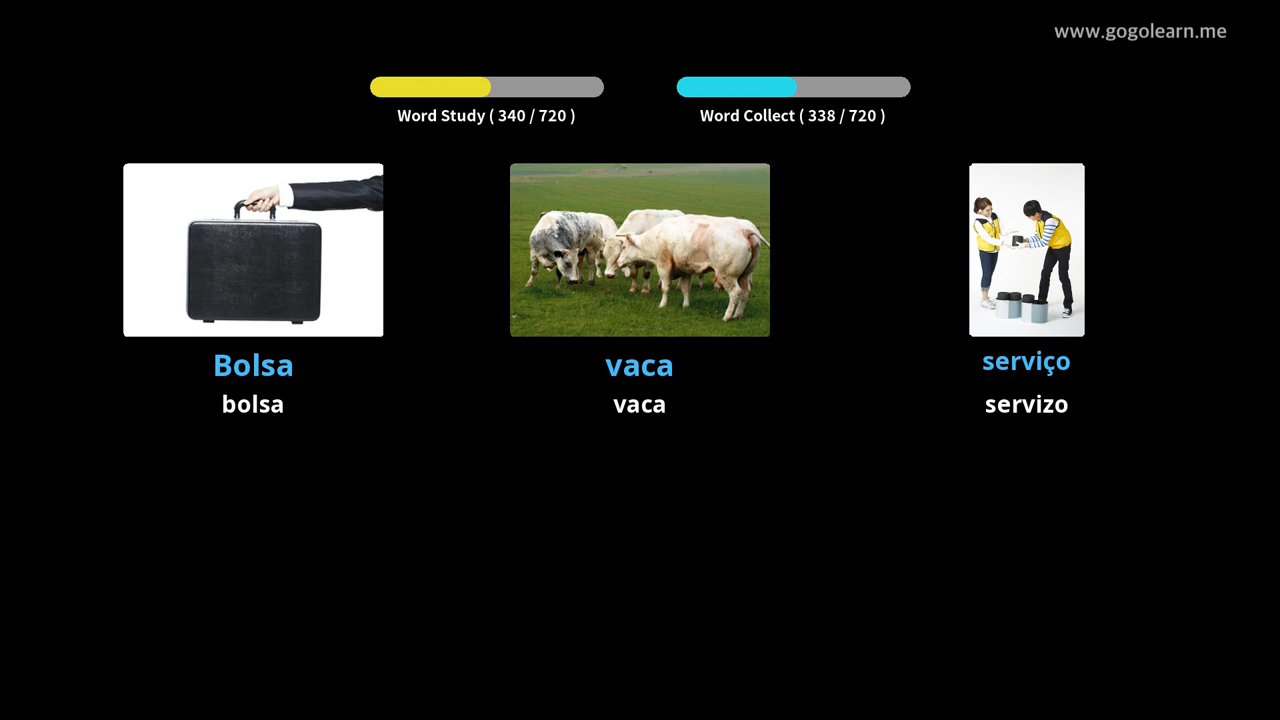 www.gogolearn.me
Word Study ( 340 / 720 )
Word Collect ( 338 / 720 )
Bolsa
bolsa
vaca
vaca
serviço
servizo